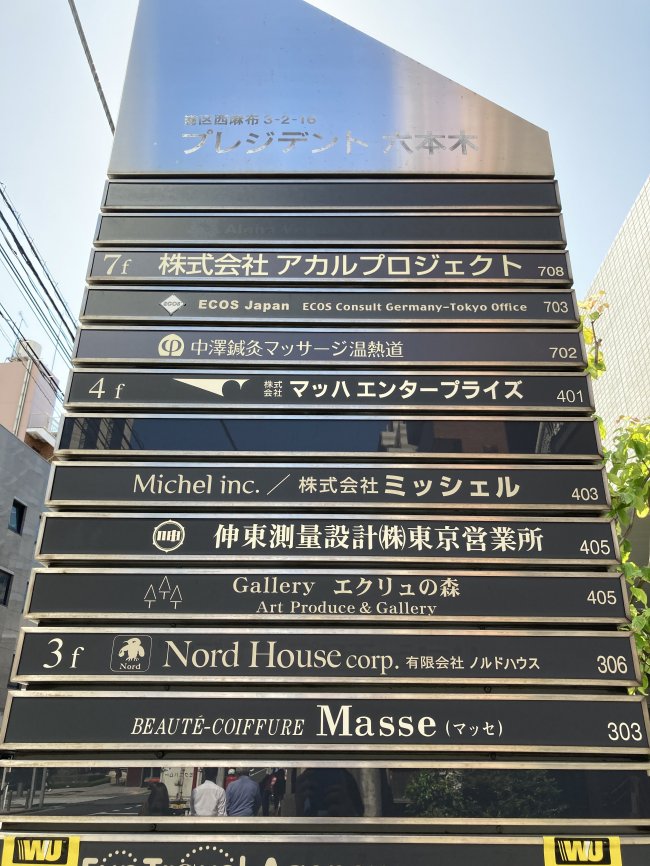 港区西麻布 3-2-16
プレジデント 六本木
7f 株式会社 アカルプロジェクト 708
ECOS ECOS Japan ECOS Consult Germany-Tokyo Office 703
中澤鍼灸マッサージ温熱道 702
4f 株式会社 マッハ エンタープライズ 401
Michel inc. / 株式会社 ミッシェル 403
伸東測量設計㈱東京営業所 405
Gallery エクリュの森 405
Art Produce & Gallery
3f Nord Nord House corp. 有限会社 ノルドハウス 306
BEAUTÉ-COIFFURE Masse (マッセ) 303
WU WU